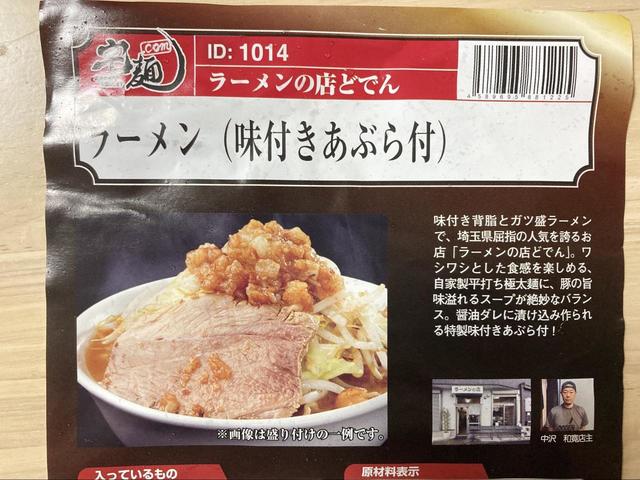 宅麺
.com
ID: 1014
ラーメンの店どでん
4589695881225
ラーメン（味付きあぶら付）
味付き背脂とガツ盛ラーメン
で、埼玉県屈指の人気を誇るお
店「ラーメンの店どでん」。ワ
シワシとした食感を楽しめる、
自家製平打ち極太麺に、豚の旨
味溢れるスープが絶妙なバラン
ス。醤油ダレに漬け込み作られ
る特製味付きあぶら付！
※画像は盛り付けの一例です。
ラーメンの店
中沢　和寛店主
入っているもの
原材料表示